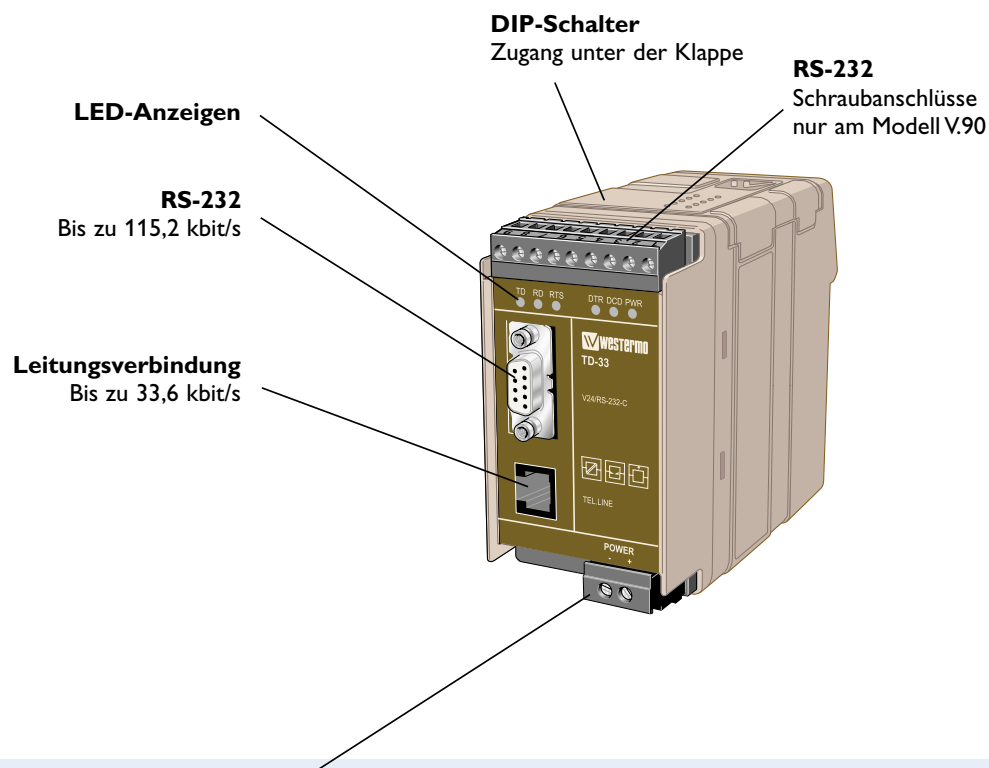 DIP-Schalter
Zugang unter der Klappe
RS-232
Schraubanschlüsse
nur am Modell V.90
LED-Anzeigen
RS-232
Bis zu 115,2 kbit/s
Leitungsverbindung
Bis zu 33,6 kbit/s
TD RD RTS DTR DCD PWR
Westermo
TD-33
V24/RS-232-C
TEL.LINE
POWER
- +